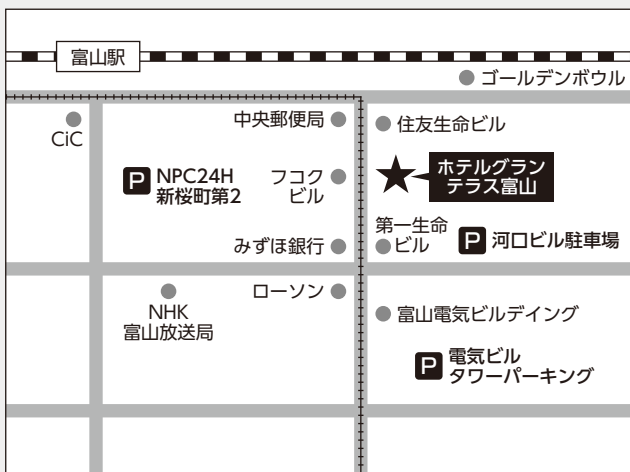 富山駅
ゴールデンボウル
CiC
中央郵便局
住友生命ビル
P NPC24H
新桜町第2
フコク
ビル
ホテルグラン
テラス富山
みずほ銀行
第一生命
ビル
P 河口ビル駐車場
NHK
富山放送局
ローソン
富山電気ビルデイング
P 電気ビル
タワーパーキング